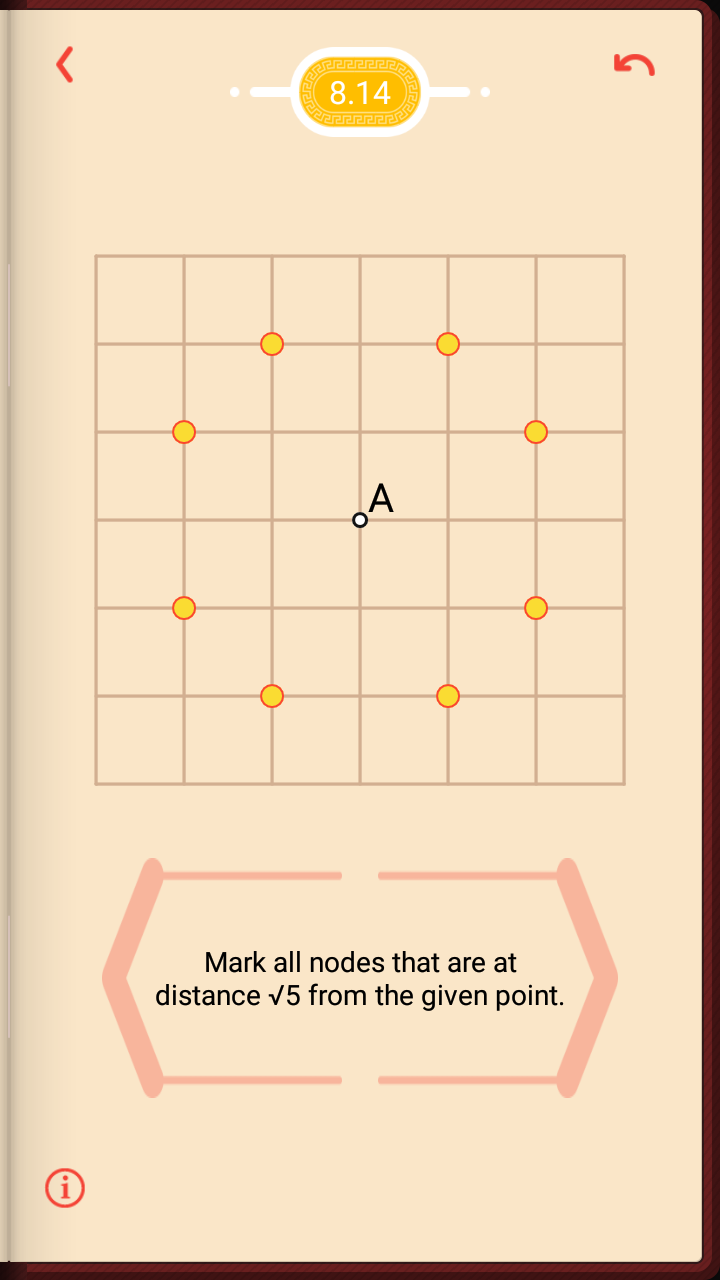 8.14
A
Mark all nodes that are at
distance √5 from the given point.